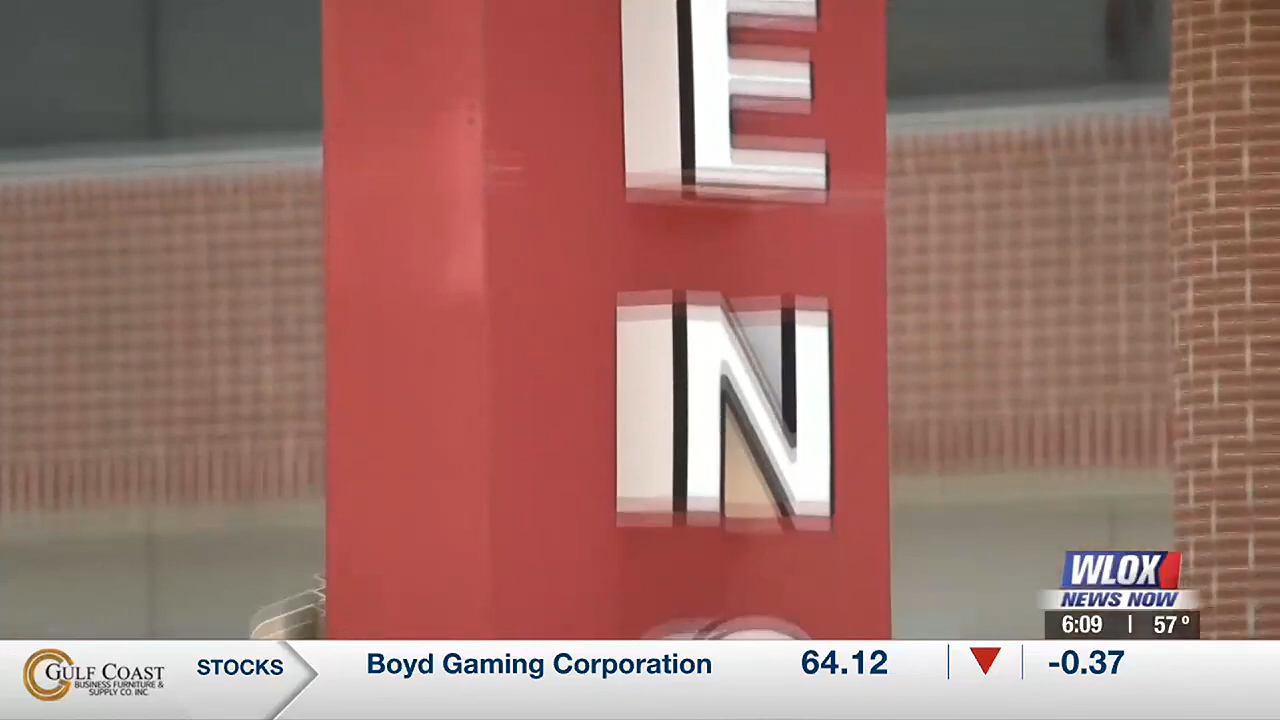 E
N
WLOX
NEWS NOW
6:09 | 57°
GULF COAST
BUSINESS FURNITURE &
SUPPLY CO. INC.
STOCKS
Boyd Gaming Corporation 64.12 -0.37